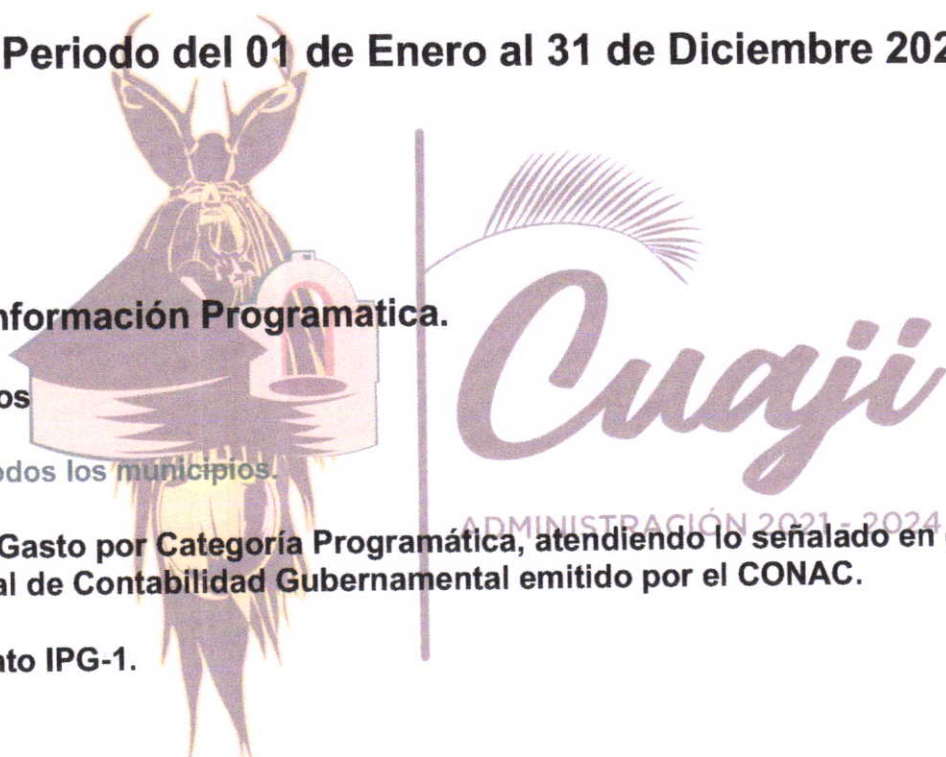 Periodo del 01 de Enero al 31 de Diciembre 202
nformación Programatica.
os
Cuaji
odos los municipios.
ADMINISTRACIÓN 2021 - 2024
Gasto por Categoría Programática, atendiendo lo señalado en
al de Contabilidad Gubernamental emitido por el CONAC.
ato IPG-1.